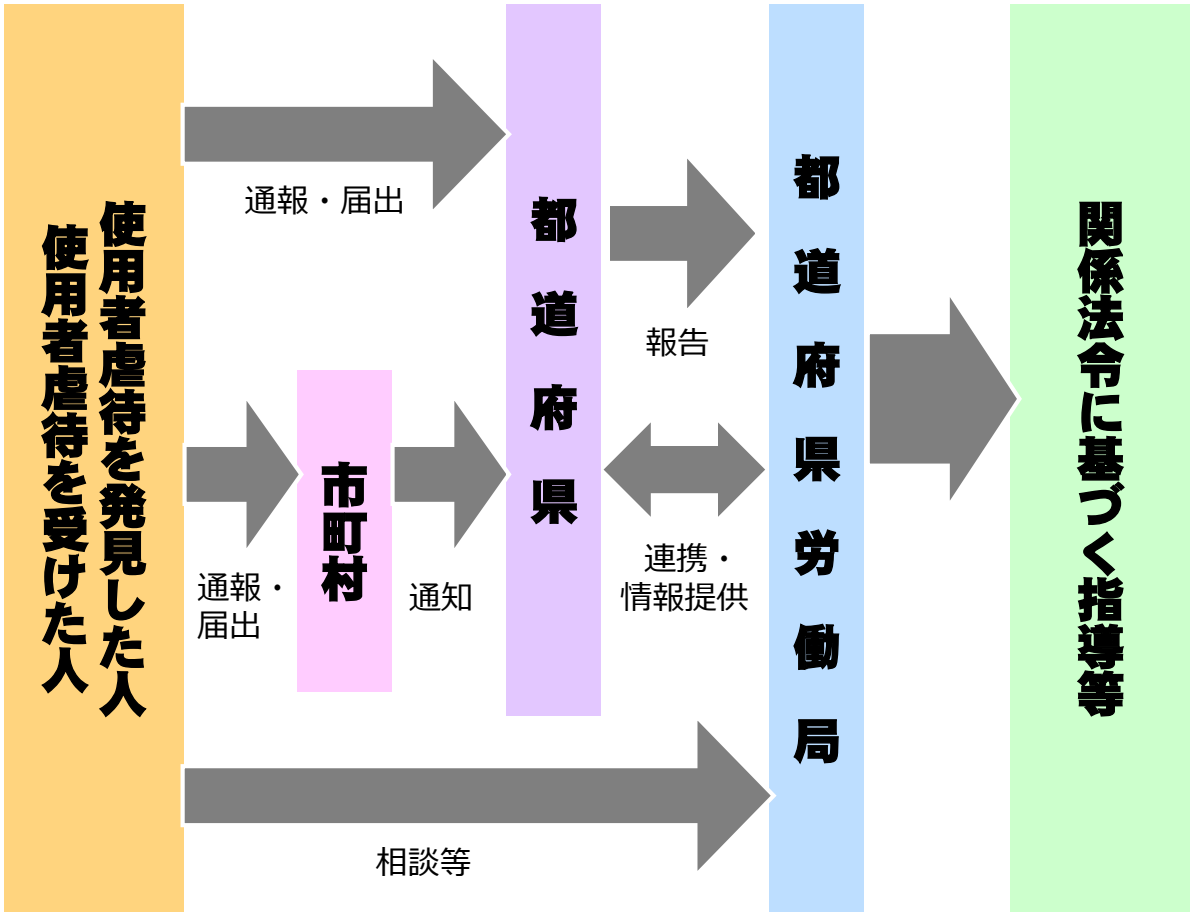 使用者虐待を発見した人
使用者虐待を受けた人
通報・届出
通報・
届出
市町村
通知
都道府県
報告
連携・
情報提供
相談等
都道府県労働局
関係法令に基づく指導等